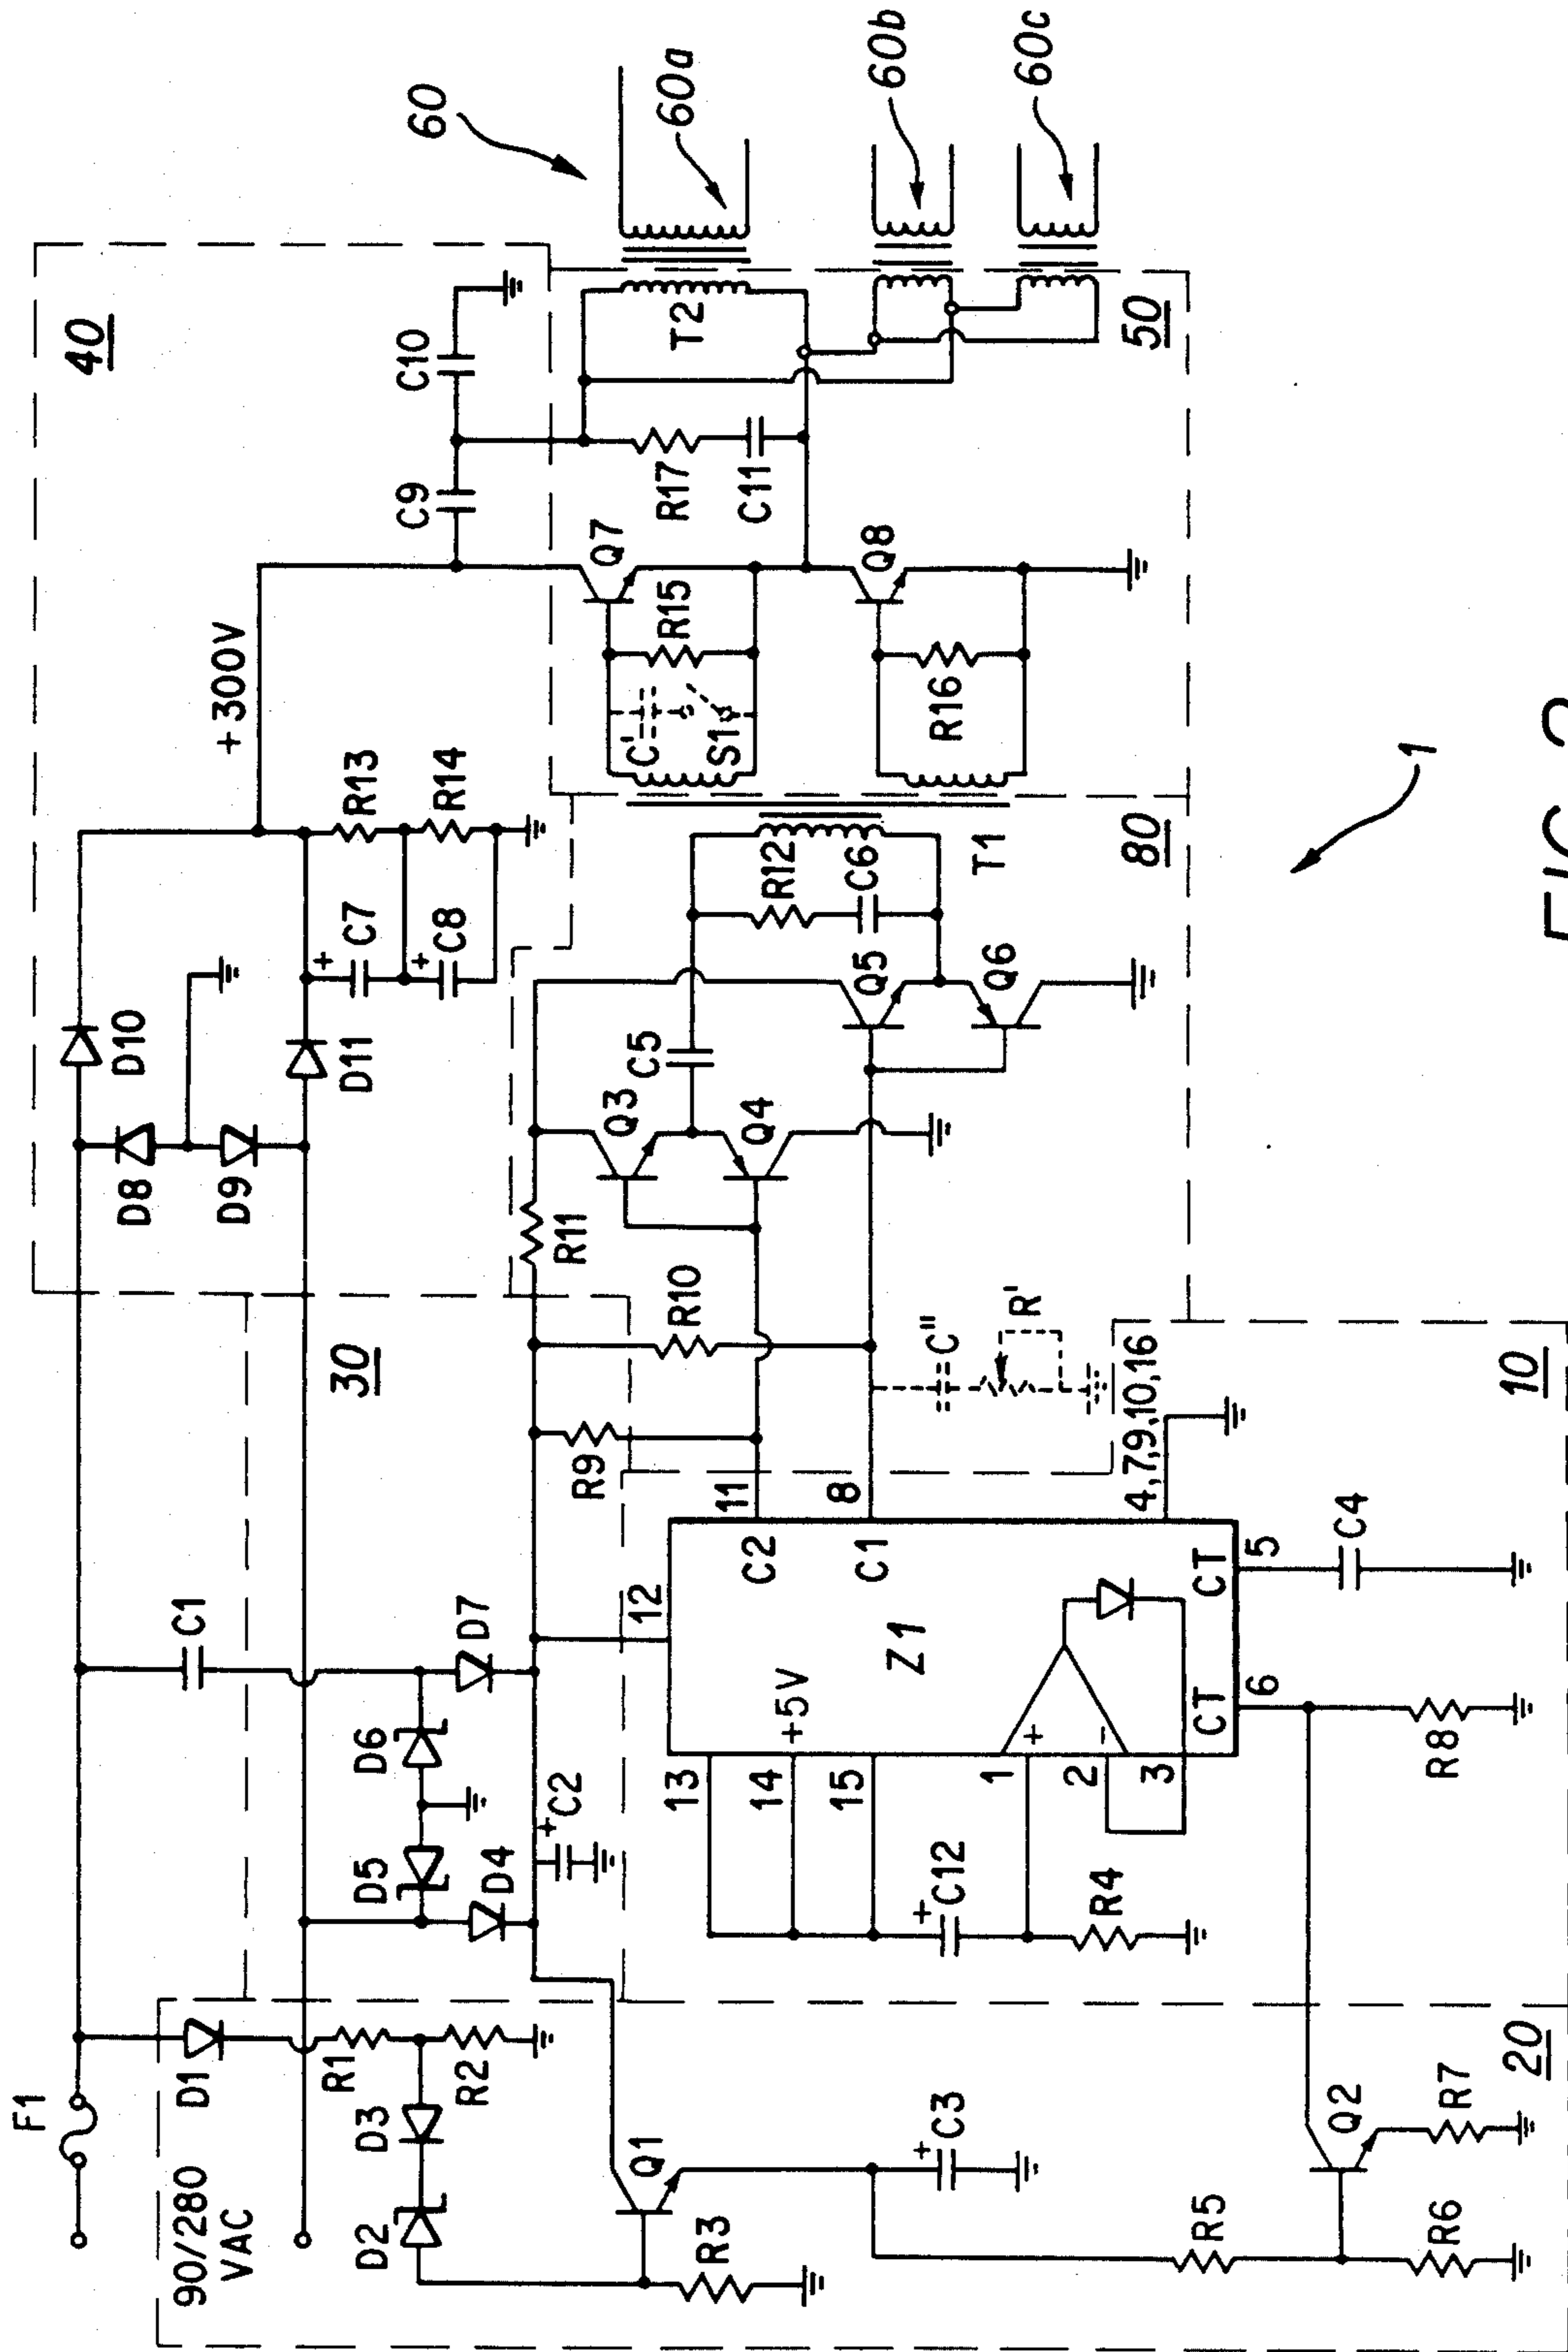 F1
90/280
VAC
D1
R1
R2
D2
D3
Q1
R3
C3
+
R5
R6
Q2
R7
20
C1
D5
D6
D4
D7
C2
+
30
13
14
15
1
2
3
+5V
Z1
12
C2
11
C1
8
+
-
CT
6
CT
5
4,7,9,10,16
C12
+
R4
R8
C4
10
R9
R10
C"
R'
R11
D8
D9
D10
D11
Q3
Q4
C5
Q5
Q6
R12
C6
T1
80
C7
+
C8
+
R13
R14
+300V
40
C'
S1
R15
R16
Q7
Q8
C9
C10
R17
C11
T2
50
60
60a
60b
60c
1